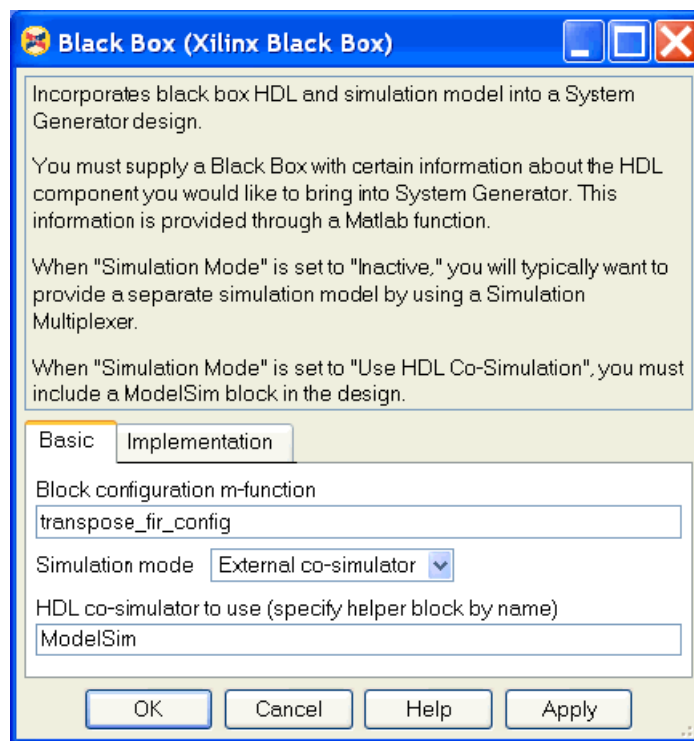 Black Box (Xilinx Black Box)
Incorporates black box HDL and simulation model into a System
Generator design.
You must supply a Black Box with certain information about the HDL
component you would like to bring into System Generator. This
information is provided through a Matlab function.
When "Simulation Mode" is set to "Inactive," you will typically want to
provide a separate simulation model by using a Simulation
Multiplexer.
When "Simulation Mode" is set to "Use HDL Co-Simulation", you must
include a ModelSim block in the design.
Basic Implementation
Block configuration m-function
transpose_fir_config
Simulation mode External co-simulator
HDL co-simulator to use (specify helper block by name)
ModelSim
OK Cancel Help Apply